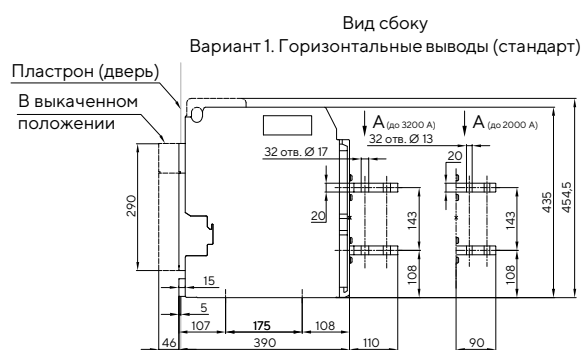 Вид сбоку
Вариант 1. Горизонтальные выводы (стандарт)
Пластрон (дверь)
В выкаченном
положении
А (до 3200 А)
А (до 2000 А)
32 отв. Ø 17
32 отв. Ø 13
20
20
290
143
143
435
454,5
108
108
15
5
107
175
108
46
390
110
90